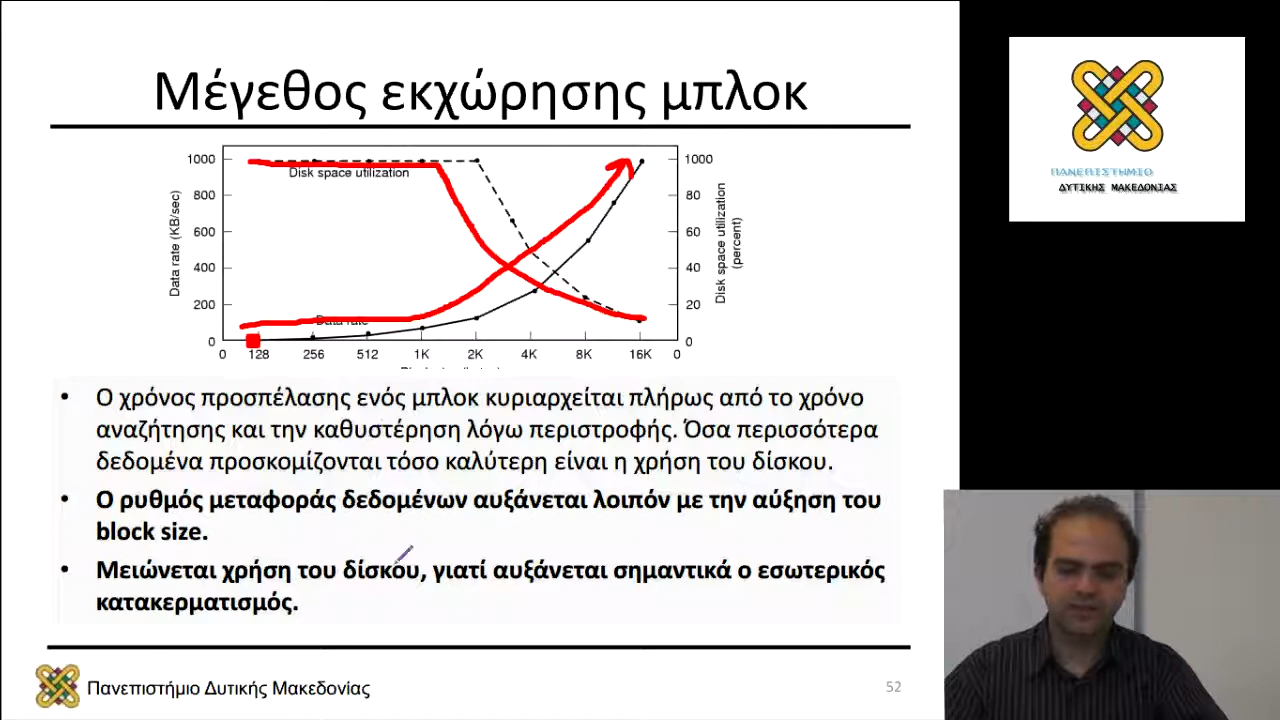 Μέγεθος εκχώρησης μπλοκ
1000
800
600
400
200
0
Data rate (KB/sec)
Disk space utilization
1000
80
60
40
20
0
Disk space utilization
(percent)
0 128 256 512 1K 2K 4K 8K 16K 0
• Ο χρόνος προσπέλασης ενός μπλοκ κυριαρχείται πλήρως από το χρόνο
αναζήτησης και την καθυστέρηση λόγω περιστροφής. Όσα περισσότερα
δεδομένα προσκομίζονται τόσο καλύτερη είναι η χρήση του δίσκου.
• Ο ρυθμός μεταφοράς δεδομένων αυξάνεται λοιπόν με την αύξηση του
block size.
• Μειώνεται χρήση του δίσκου, γιατί αυξάνεται σημαντικά ο εσωτερικός
κατακερματισμός.
Πανεπιστήμιο Δυτικής Μακεδονίας
52
ΠΑΝΕΠΙΣΤΗΜΙΟ
ΔΥΤΙΚΗΣ ΜΑΚΕΔΟΝΙΑΣ